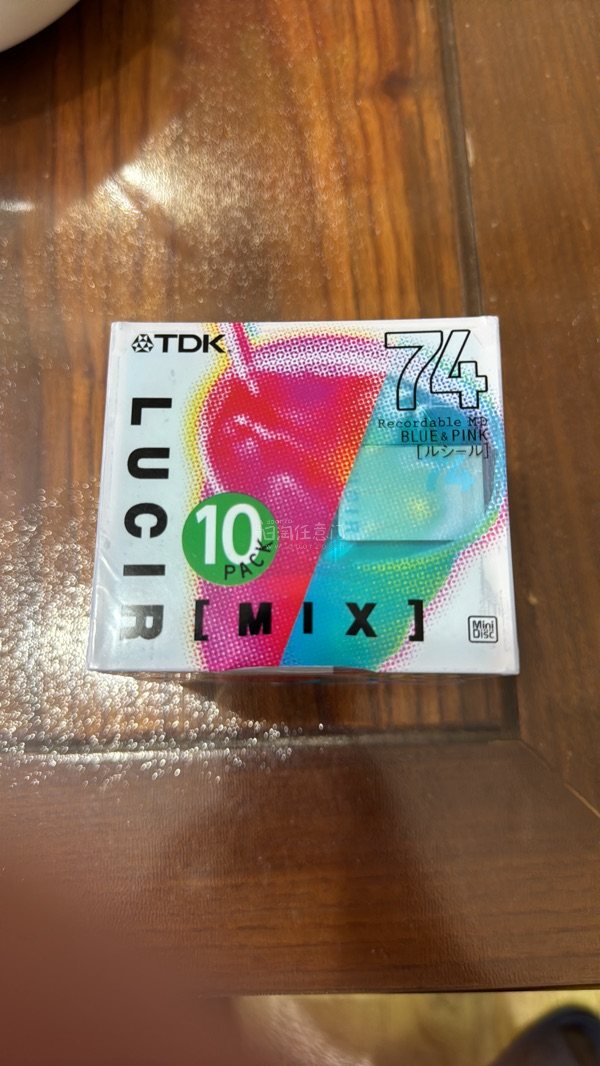 TDK
74
Recordable MD
BLUE & PINK
[ルシール]
LUCIR
10
PACK
[MIX]
Mini
Disc